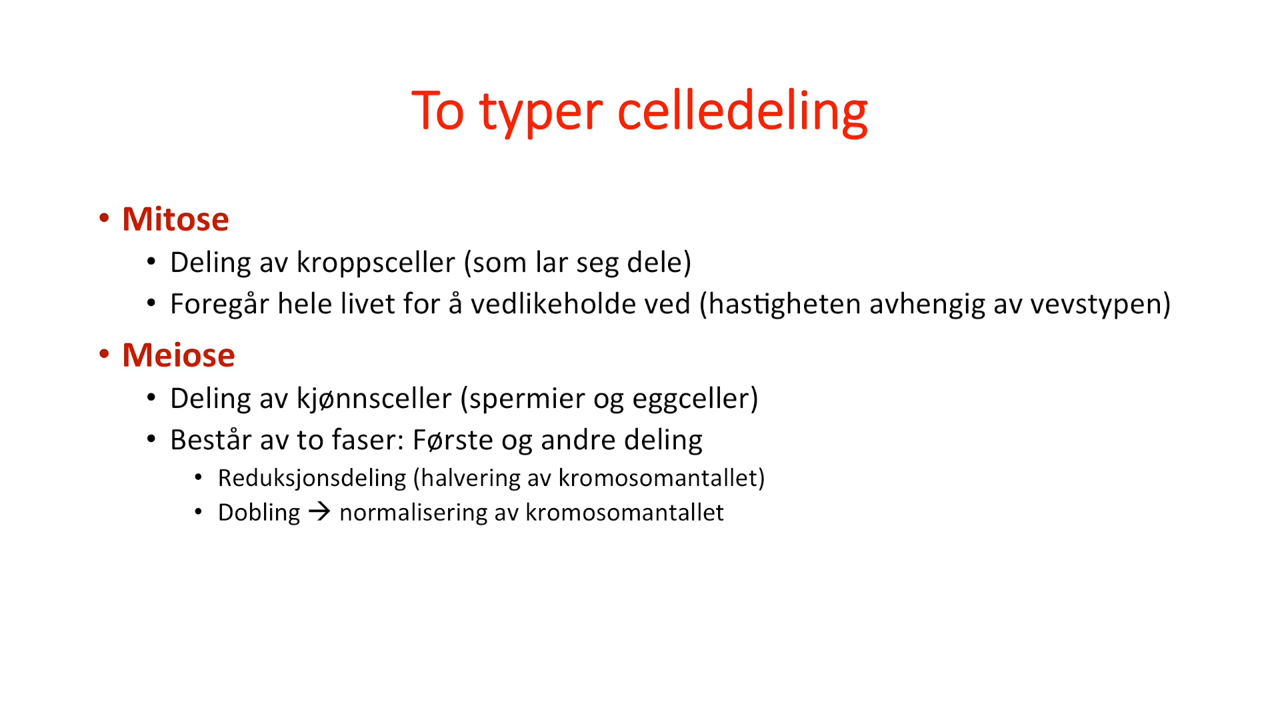 To typer celledeling
• Mitose
• Deling av kroppsceller (som lar seg dele)
• Foregår hele livet for å vedlikeholde ved (hastigheten avhengig av vevstypen)
• Meiose
• Deling av kjønnsceller (spermier og eggceller)
• Består av to faser: Første og andre deling
• Reduksjonsdeling (halvering av kromosomantallet)
• Dobling → normalisering av kromosomantallet